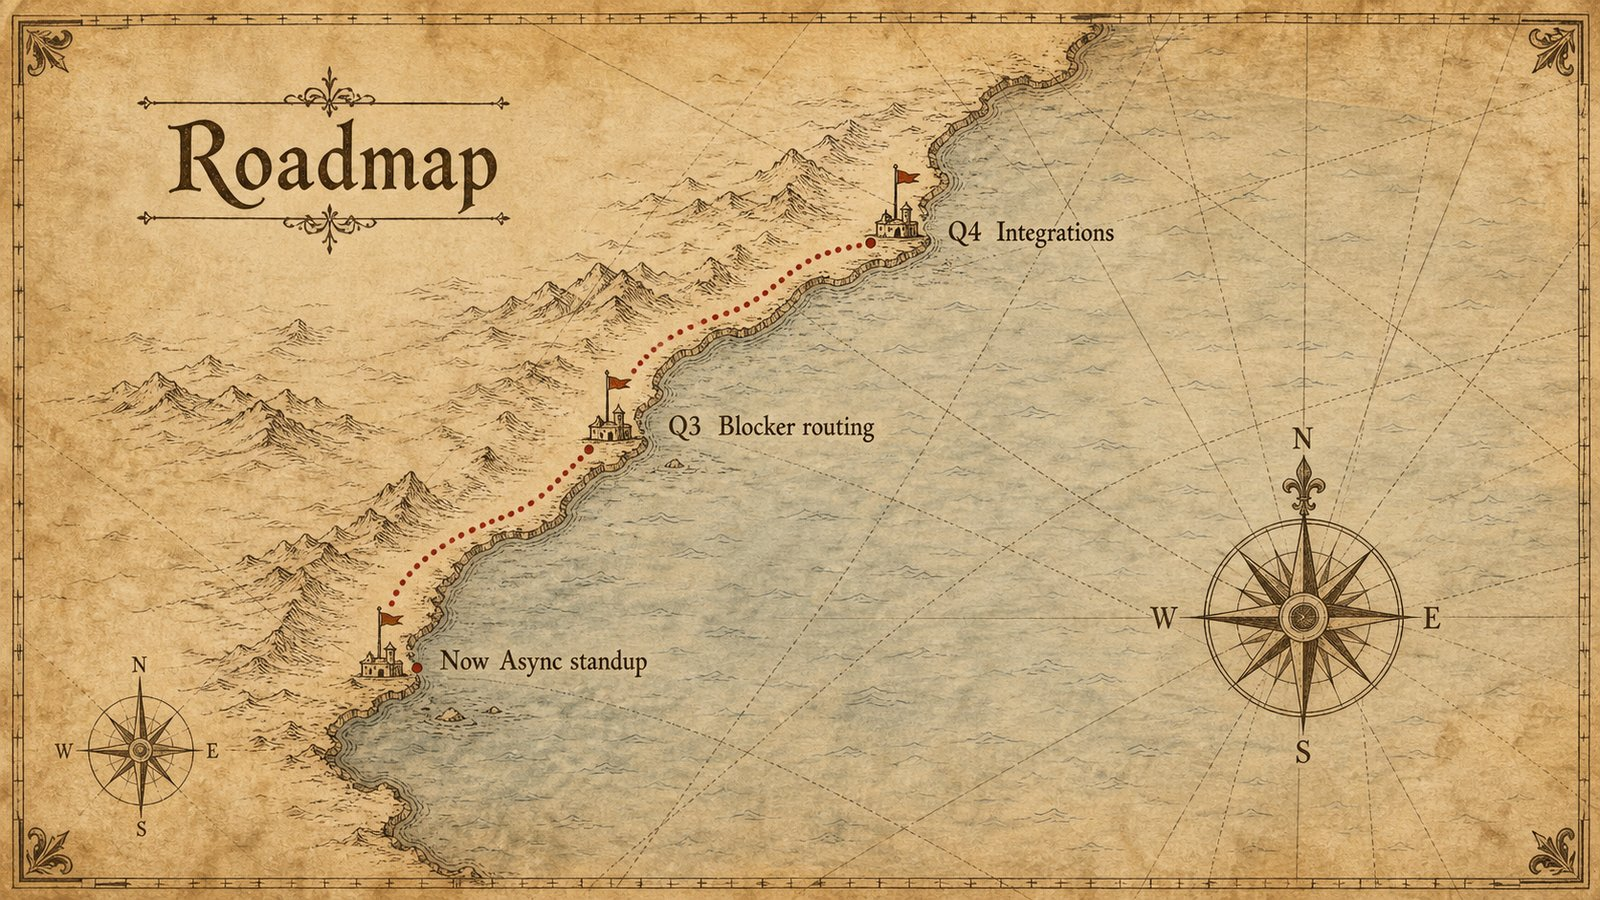 Roadmap
Q4 Integrations
Q3 Blocker routing
N
W E
S
Now Async standup
N
W E
S